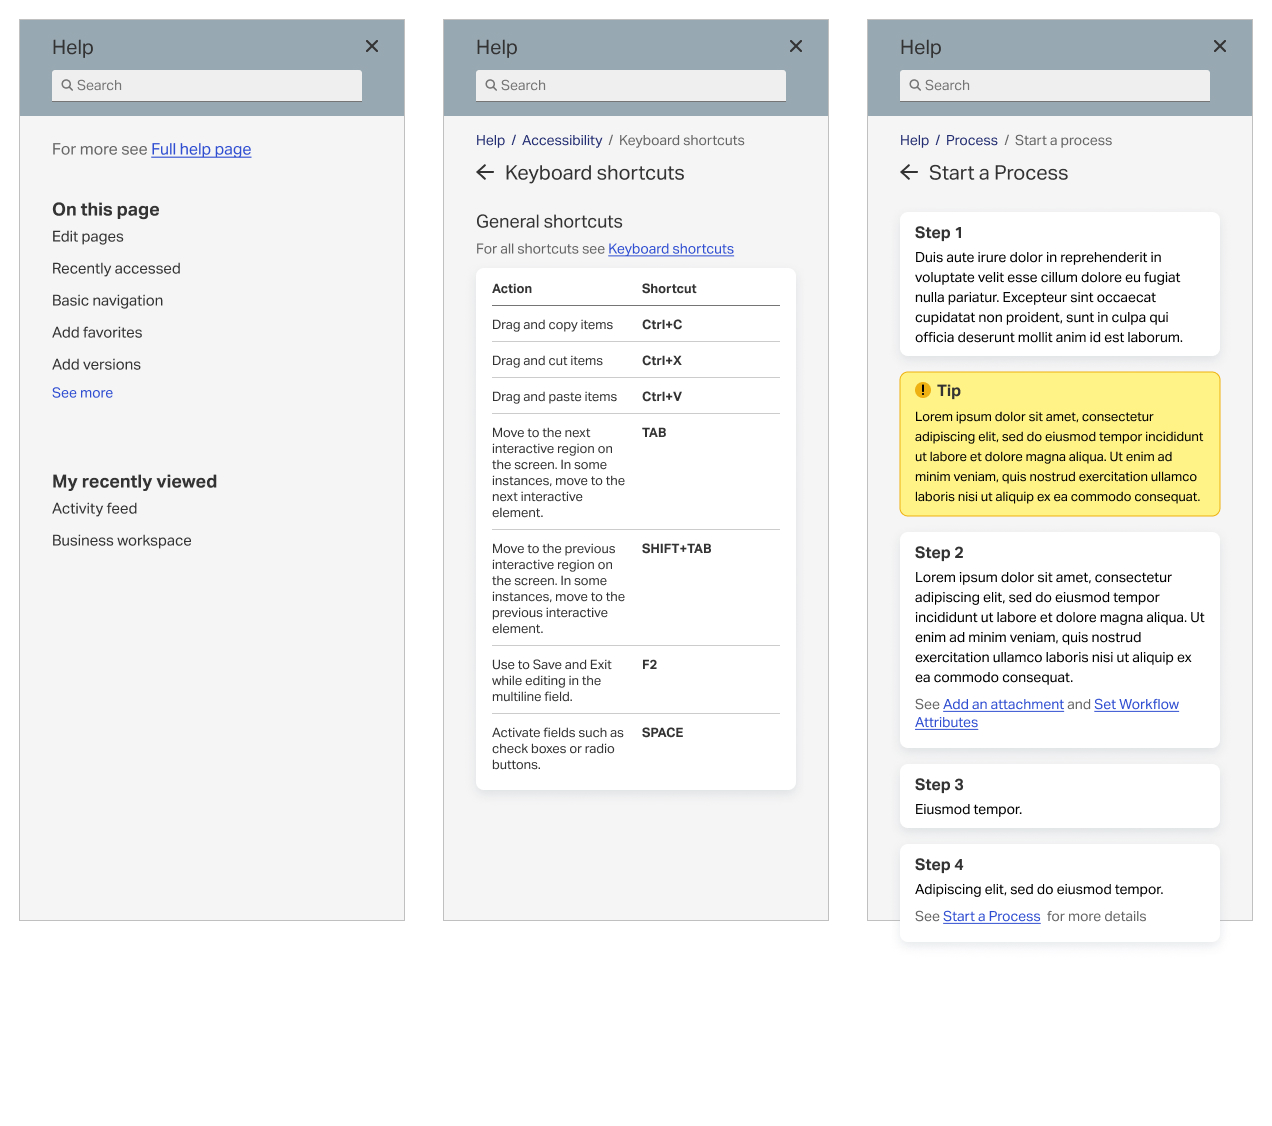 Help
Search
For more see Full help page
On this page
Edit pages
Recently accessed
Basic navigation
Add favorites
Add versions
See more
My recently viewed
Activity feed
Business workspace
Help
Search
Help / Accessibility / Keyboard shortcuts
Keyboard shortcuts
General shortcuts
For all shortcuts see Keyboard shortcuts
Action Shortcut
Drag and copy items Ctrl+C
Drag and cut items Ctrl+X
Drag and paste items Ctrl+V
Move to the next TAB
interactive region on
the screen. In some
instances, move to the
next interactive
element.
Move to the previous SHIFT+TAB
interactive region on
the screen. In some
instances, move to the
previous interactive
element.
Use to Save and Exit F2
while editing in the
multiline field.
Activate fields such as SPACE
check boxes or radio
buttons.
Help
Search
Help / Process / Start a process
Start a Process
Step 1
Duis aute irure dolor in reprehenderit in
voluptate velit esse cillum dolore eu fugiat
nulla pariatur. Excepteur sint occaecat
cupidatat non proident, sunt in culpa qui
officia deserunt mollit anim id est laborum.
Tip
Lorem ipsum dolor sit amet, consectetur
adipiscing elit, sed do eiusmod tempor incididunt
ut labore et dolore magna aliqua. Ut enim ad
minim veniam, quis nostrud exercitation ullamco
laboris nisi ut aliquip ex ea commodo consequat.
Step 2
Lorem ipsum dolor sit amet, consectetur
adipiscing elit, sed do eiusmod tempor
incididunt ut labore et dolore magna aliqua. Ut
enim ad minim veniam, quis nostrud
exercitation ullamco laboris nisi ut aliquip ex
ea commodo consequat.
See Add an attachment and Set Workflow
Attributes
Step 3
Eiusmod tempor.
Step 4
Adipiscing elit, sed do eiusmod tempor.
See Start a Process for more details